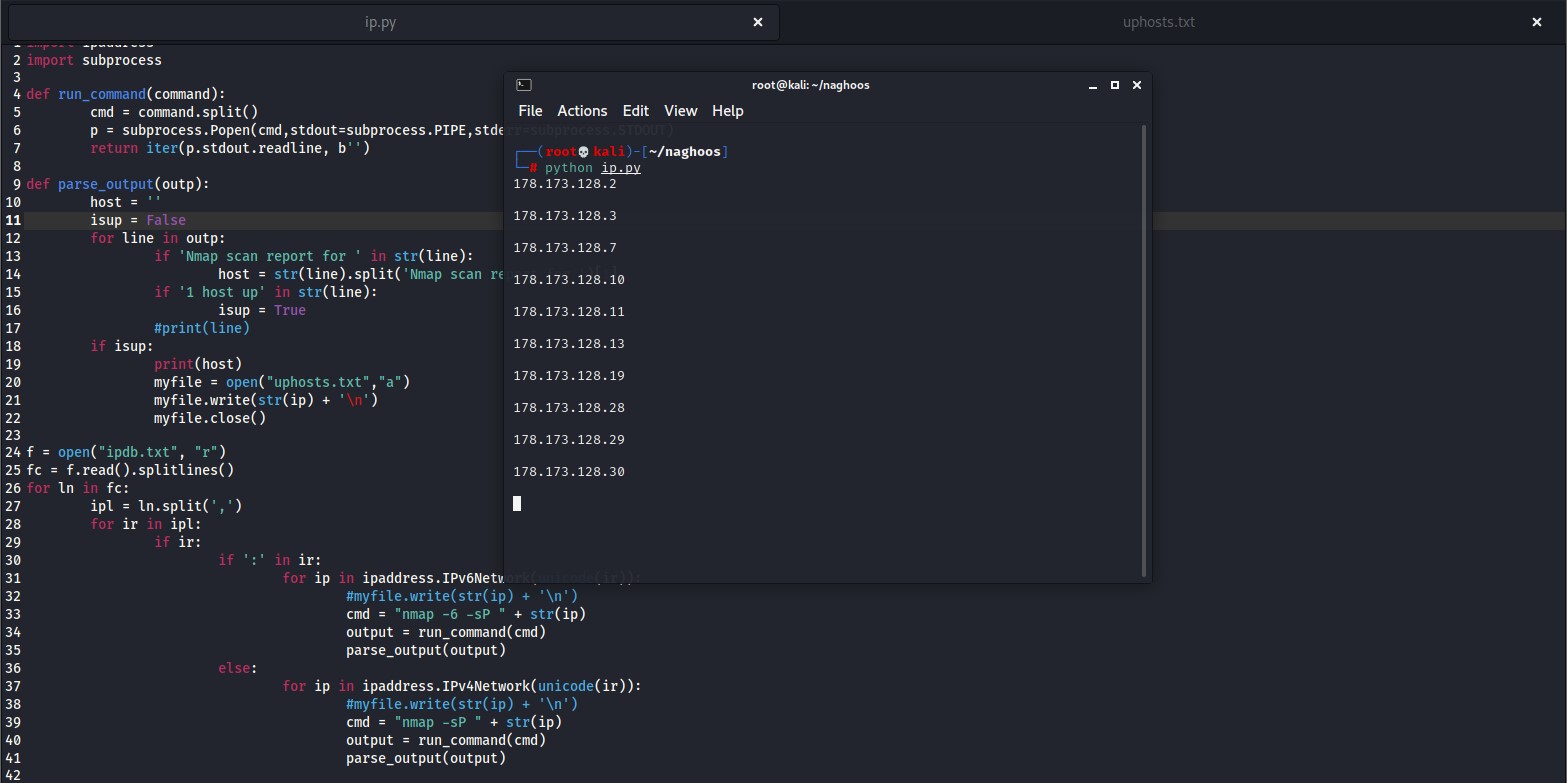 ip.py
uphosts.txt
1 import ipaddress
2 import subprocess
3
4 def run_command(command):
5 cmd = command.split()
6 p = subprocess.Popen(cmd,stdout=subprocess.PIPE,stderr=subprocess.STDOUT)
7 return iter(p.stdout.readline, b'')
8
9 def parse_output(outp):
10 host = ''
11 isup = False
12 for line in outp:
13 if 'Nmap scan report for ' in str(line):
14 host = str(line).split('Nmap scan re
15 if '1 host up' in str(line):
16 isup = True
17 #print(line)
18 if isup:
19 print(host)
20 myfile = open("uphosts.txt","a")
21 myfile.write(str(ip) + '\n')
22 myfile.close()
23
24 f = open("ipdb.txt", "r")
25 fc = f.read().splitlines()
26 for ln in fc:
27 ipl = ln.split(',')
28 for ir in ipl:
29 if ir:
30 if ':' in ir:
31 for ip in ipaddress.IPv6Network(unicode(ir)):
32 #myfile.write(str(ip) + '\n')
33 cmd = "nmap -6 -sP " + str(ip)
34 output = run_command(cmd)
35 parse_output(output)
36 else:
37 for ip in ipaddress.IPv4Network(unicode(ir)):
38 #myfile.write(str(ip) + '\n')
39 cmd = "nmap -sP " + str(ip)
40 output = run_command(cmd)
41 parse_output(output)
42
root@kali: ~/naghoos
File Actions Edit View Help
┌──(root💀kali)-[~/naghoos]
└─# python ip.py
178.173.128.2
178.173.128.3
178.173.128.7
178.173.128.10
178.173.128.11
178.173.128.13
178.173.128.19
178.173.128.28
178.173.128.29
178.173.128.30